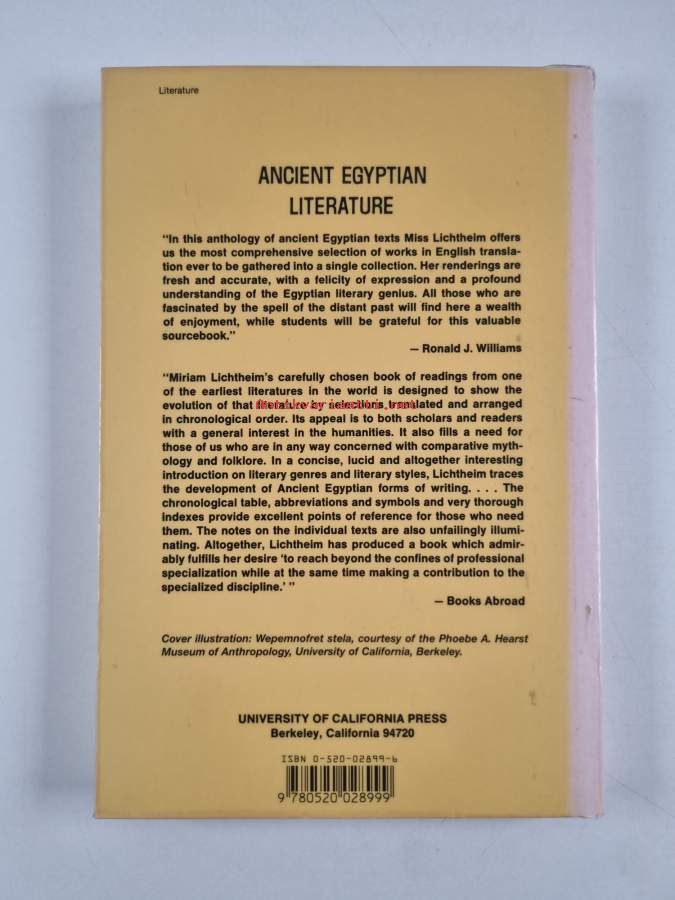 Literature
ANCIENT EGYPTIAN
LITERATURE
"In this anthology of ancient Egyptian texts Miss Lichtheim offers
us the most comprehensive selection of works in English transla-
tion ever to be gathered into a single collection. Her renderings are
fresh and accurate, with a felicity of expression and a profound
understanding of the Egyptian literary genius. All those who are
fascinated by the spell of the distant past will find here a wealth
of enjoyment, while students will be grateful for this valuable
sourcebook."
— Ronald J. Williams
"Miriam Lichtheim's carefully chosen book of readings from one
of the earliest literatures in the world is designed to show the
evolution of that literature by selections translated and arranged
in chronological order. Its appeal is to both scholars and readers
with a general interest in the humanities. It also fills a need for
those of us who are in any way concerned with comparative myth-
ology and folklore. In a concise, lucid and altogether interesting
introduction on literary genres and literary styles, Lichtheim traces
the development of Ancient Egyptian forms of writing. . . . The
chronological table, abbreviations and symbols and very thorough
indexes provide excellent points of reference for those who need
them. The notes on the individual texts are also unfailingly illumi-
nating. Altogether, Lichtheim has produced a book which admir-
ably fulfills her desire 'to reach beyond the confines of professional
specialization while at the same time making a contribution to the
specialized discipline.' "
— Books Abroad
Cover illustration: Wepemnofret stela, courtesy of the Phoebe A. Hearst
Museum of Anthropology, University of California, Berkeley.
UNIVERSITY OF CALIFORNIA PRESS
Berkeley, California 94720
ISBN 0-520-02899-6
9 780520 028999